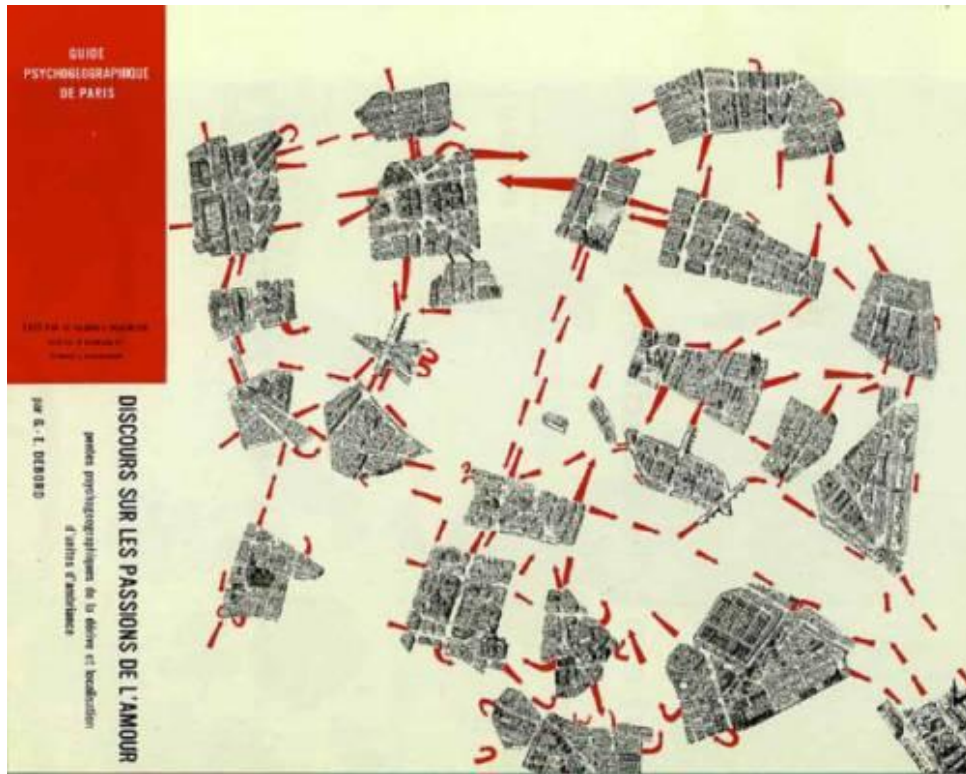 GUIDE
PSYCHOGEOGRAPHIQUE
DE PARIS
DISCOURS SUR LES PASSIONS DE L'AMOUR
pentes psychogeographiques de la dérive et localisation
d'unités d'ambiance
par G.-E. DEBORD